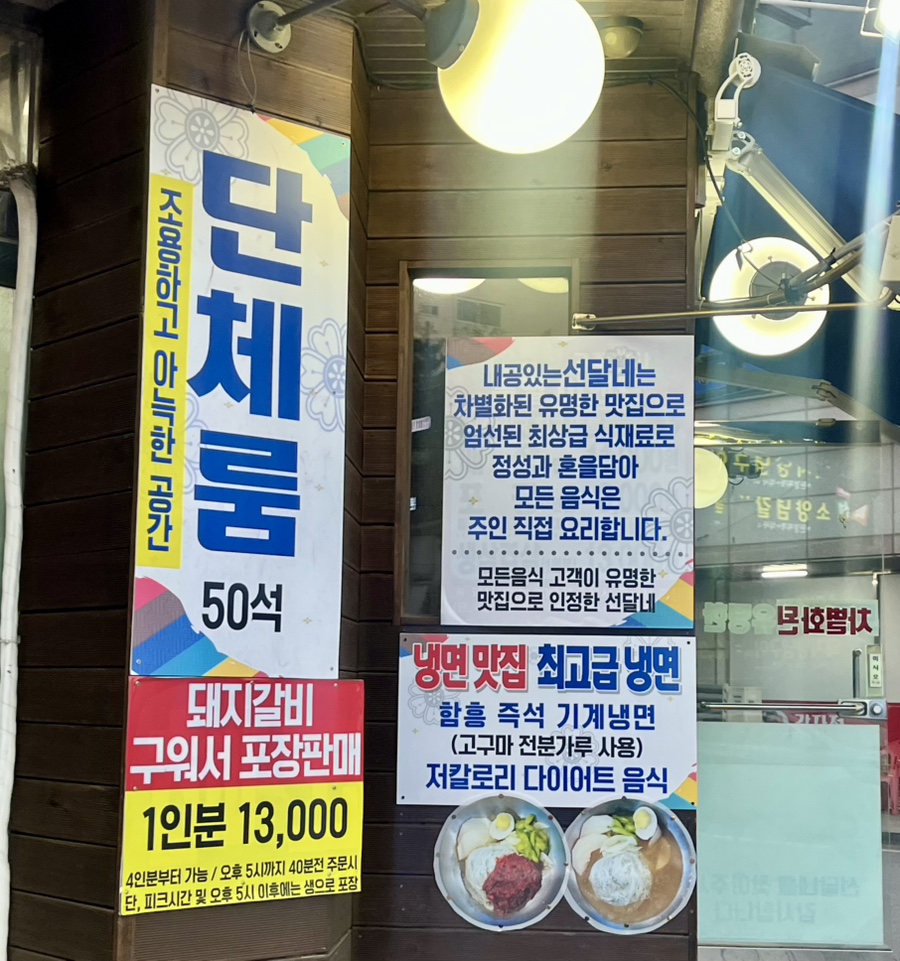 단체룸
조용하고 아늑한 공간
50석
돼지갈비
구워서 포장판매
1인분 13,000
4인분부터 가능 / 오후 5시까지 40분전 주문시
단, 피크시간 및 오후 5시 이후에는 생으로 포장
내공있는선달네는
차별화된 유명한 맛집으로
엄선된 최상급 식재료로
정성과 혼을담아
모든 음식은
주인 직접 요리합니다.
모든음식 고객이 유명한
맛집으로 인정한 선달네
냉면 맛집 최고급 냉면
함흥 즉석 기계냉면
(고구마 전분가루 사용)
저칼로리 다이어트 음식
차별화된 유명한